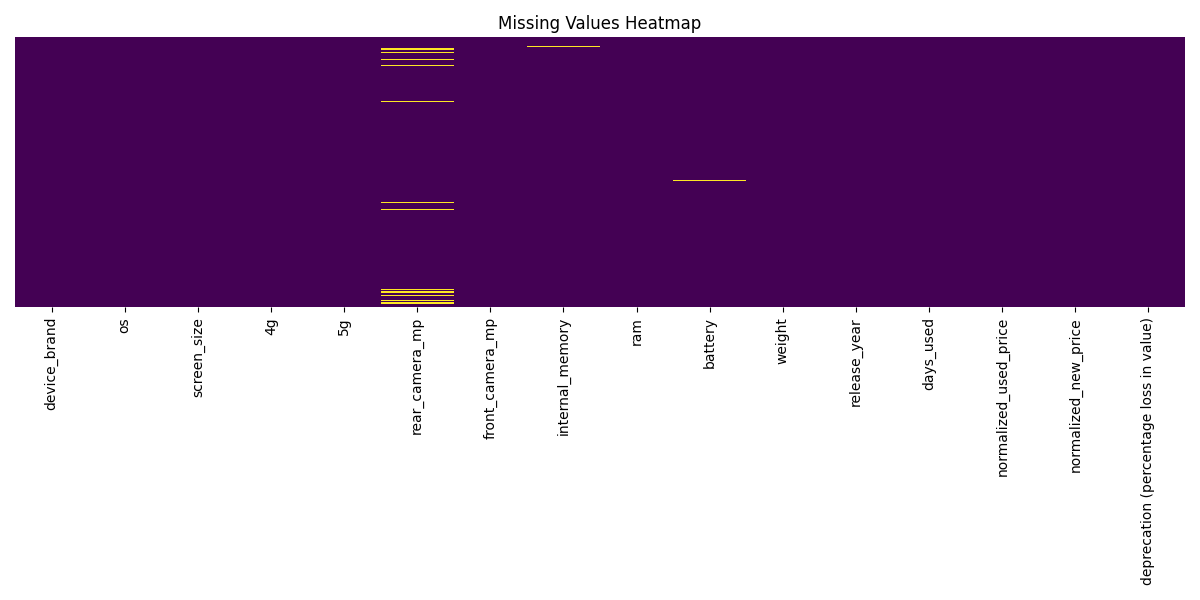 Missing Values Heatmap
device_brand
os
screen_size
4g
5g
rear_camera_mp
front_camera_mp
internal_memory
ram
battery
weight
release_year
days_used
normalized_used_price
normalized_new_price
deprecation (percentage loss in value)